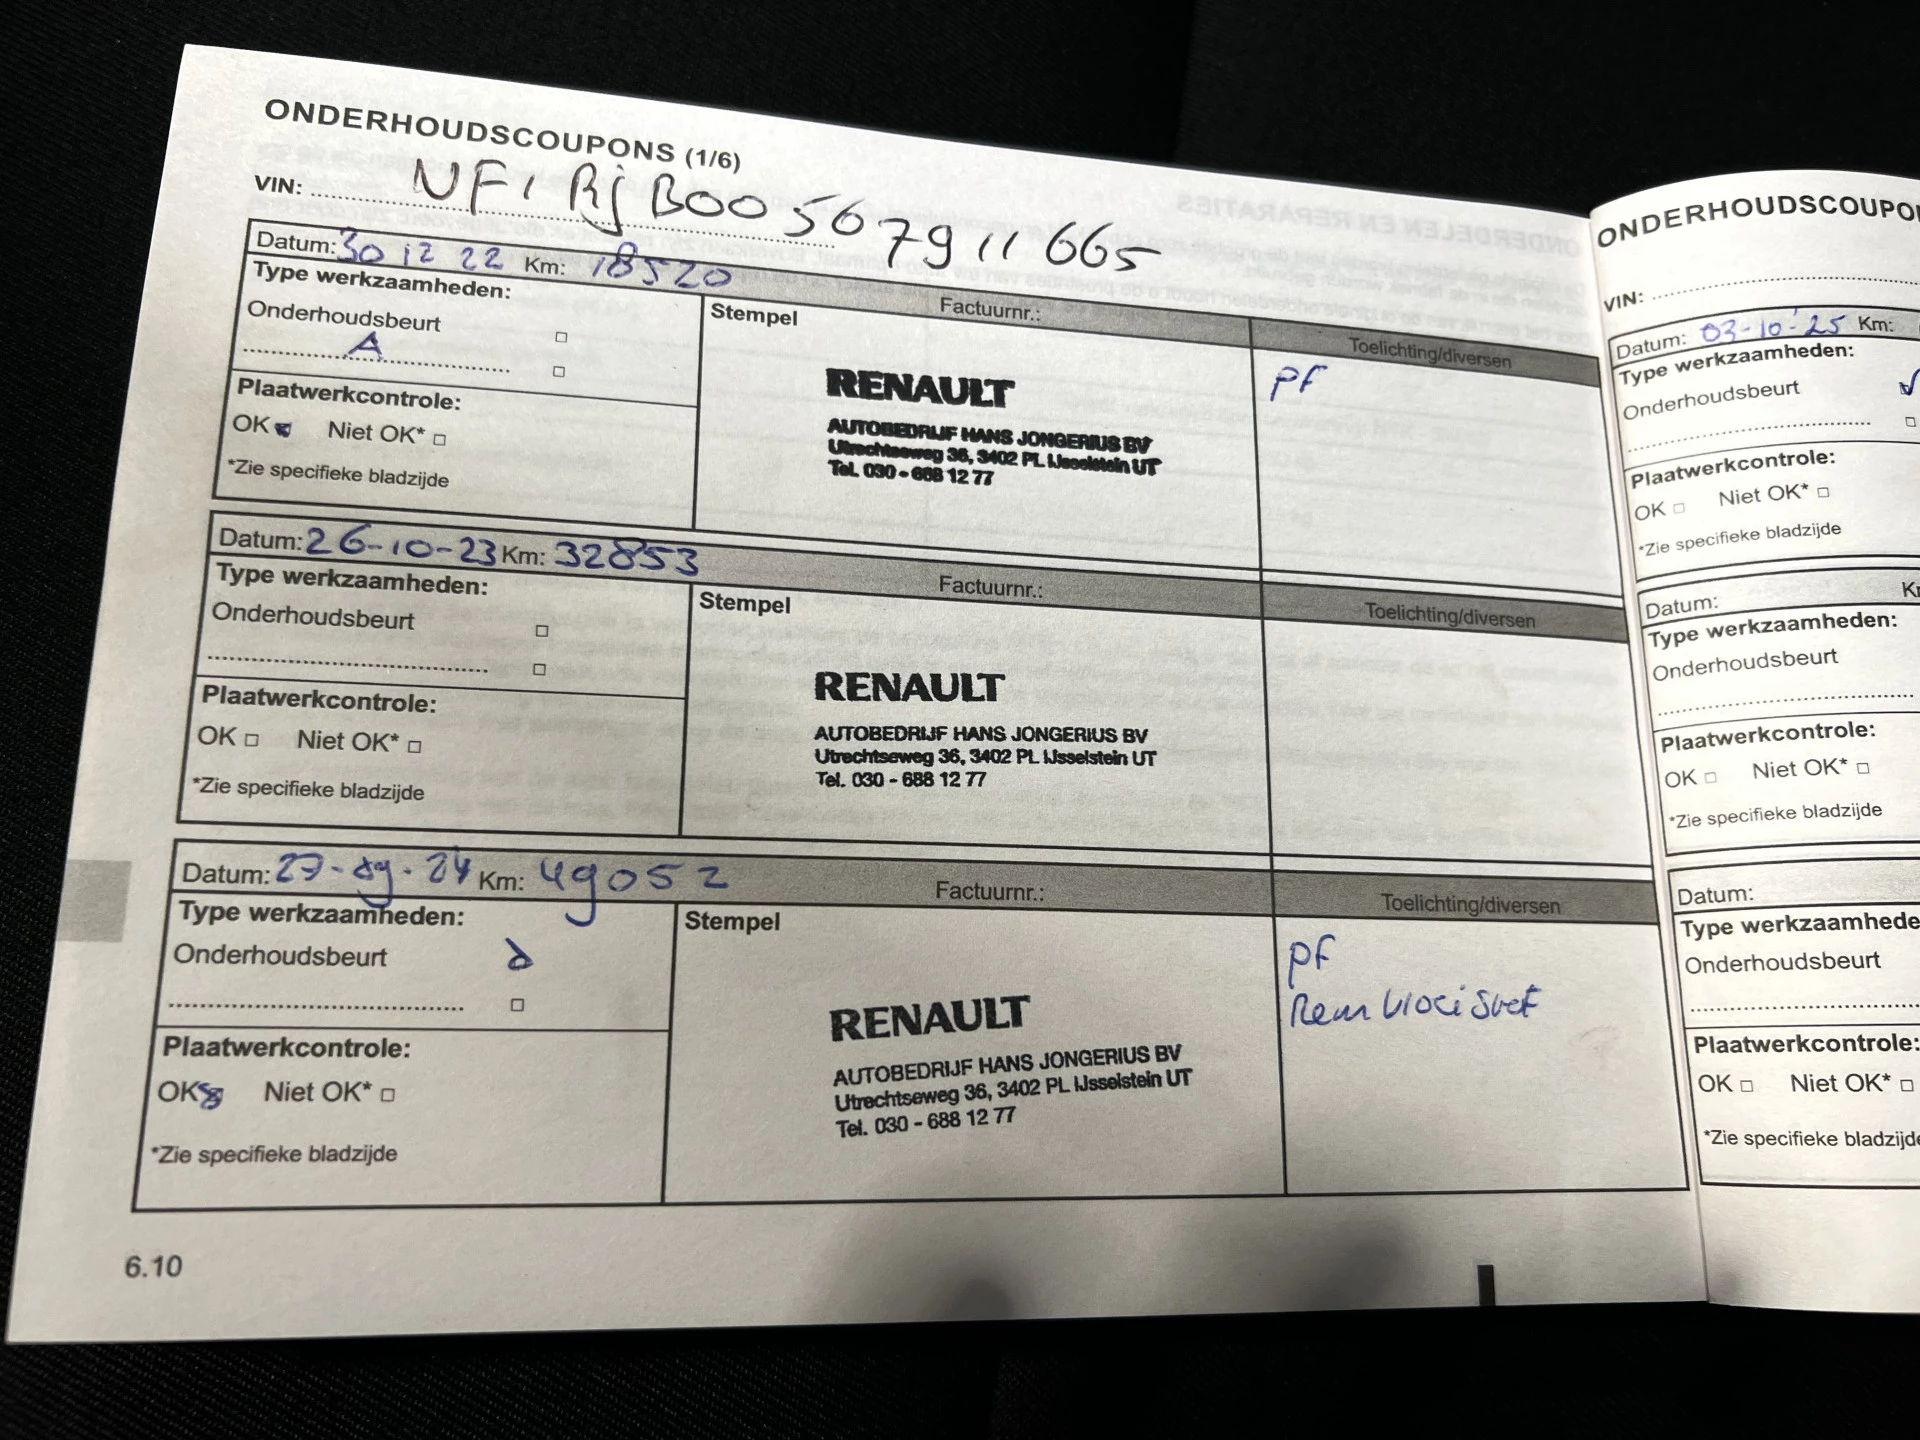 ONDERHOUDSCOUPONS (1/6)
VIN: NF1RjB00567911665
Datum: 30 12 22 Km: 18520
Type werkzaamheden:
Onderhoudsbeurt
A
Plaatwerkcontrole:
OK Niet OK*
*Zie specifieke bladzijde
Stempel
Factuurnr.:
Toelichting/diversen
RENAULT
AUTOBEDRIJF HANS JONGERIUS BV
Utrechtseweg 36, 3402 PL IJsselstein UT
Tel. 030 - 688 12 77
PF
Datum: 26-10-23 Km: 32853
Type werkzaamheden:
Onderhoudsbeurt
Plaatwerkcontrole:
OK Niet OK*
*Zie specifieke bladzijde
Stempel
Factuurnr.:
Toelichting/diversen
RENAULT
AUTOBEDRIJF HANS JONGERIUS BV
Utrechtseweg 36, 3402 PL IJsselstein UT
Tel. 030 - 688 12 77
Datum: 27-09-24 Km: 49052
Type werkzaamheden:
Onderhoudsbeurt
Plaatwerkcontrole:
OK Niet OK*
*Zie specifieke bladzijde
Stempel
Factuurnr.:
Toelichting/diversen
RENAULT
AUTOBEDRIJF HANS JONGERIUS BV
Utrechtseweg 36, 3402 PL IJsselstein UT
Tel. 030 - 688 12 77
PF
Rem
6.10
VIN:
Datum: 03-10-'25 Km:
Type werkzaamheden:
Onderhoudsbeurt
Plaatwerkcontrole:
OK Niet OK*
*Zie specifieke bladzijde
Datum:
Type werkzaamheden:
Onderhoudsbeurt
Plaatwerkcontrole:
OK Niet OK*
*Zie specifieke bladzijde
Datum:
Type
Onderhoudsbeurt
Plaatwerkcontrole:
OK Niet OK*
*Zie specifieke